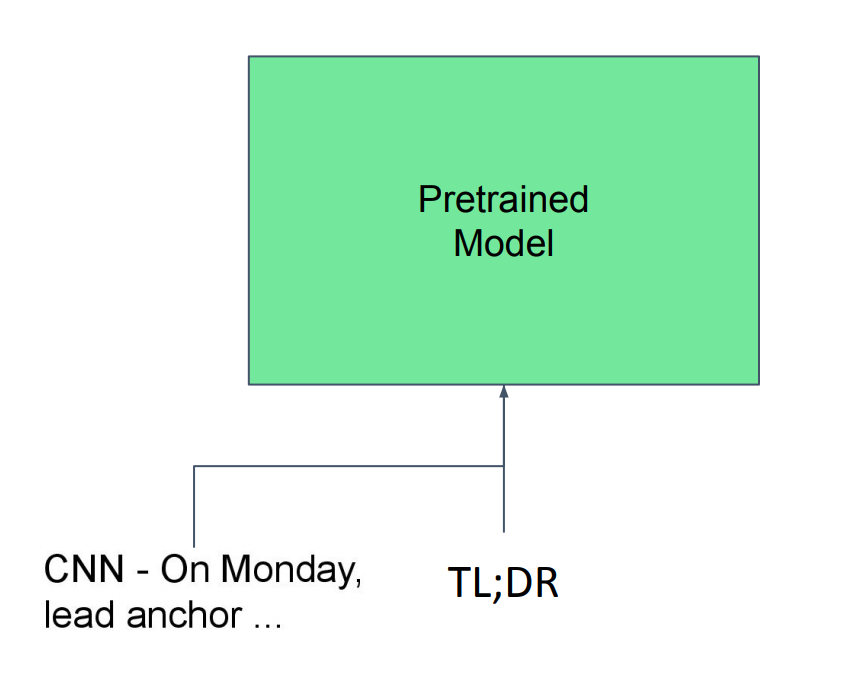 Pretrained
Model
CNN - On Monday,
lead anchor ...
TL;DR